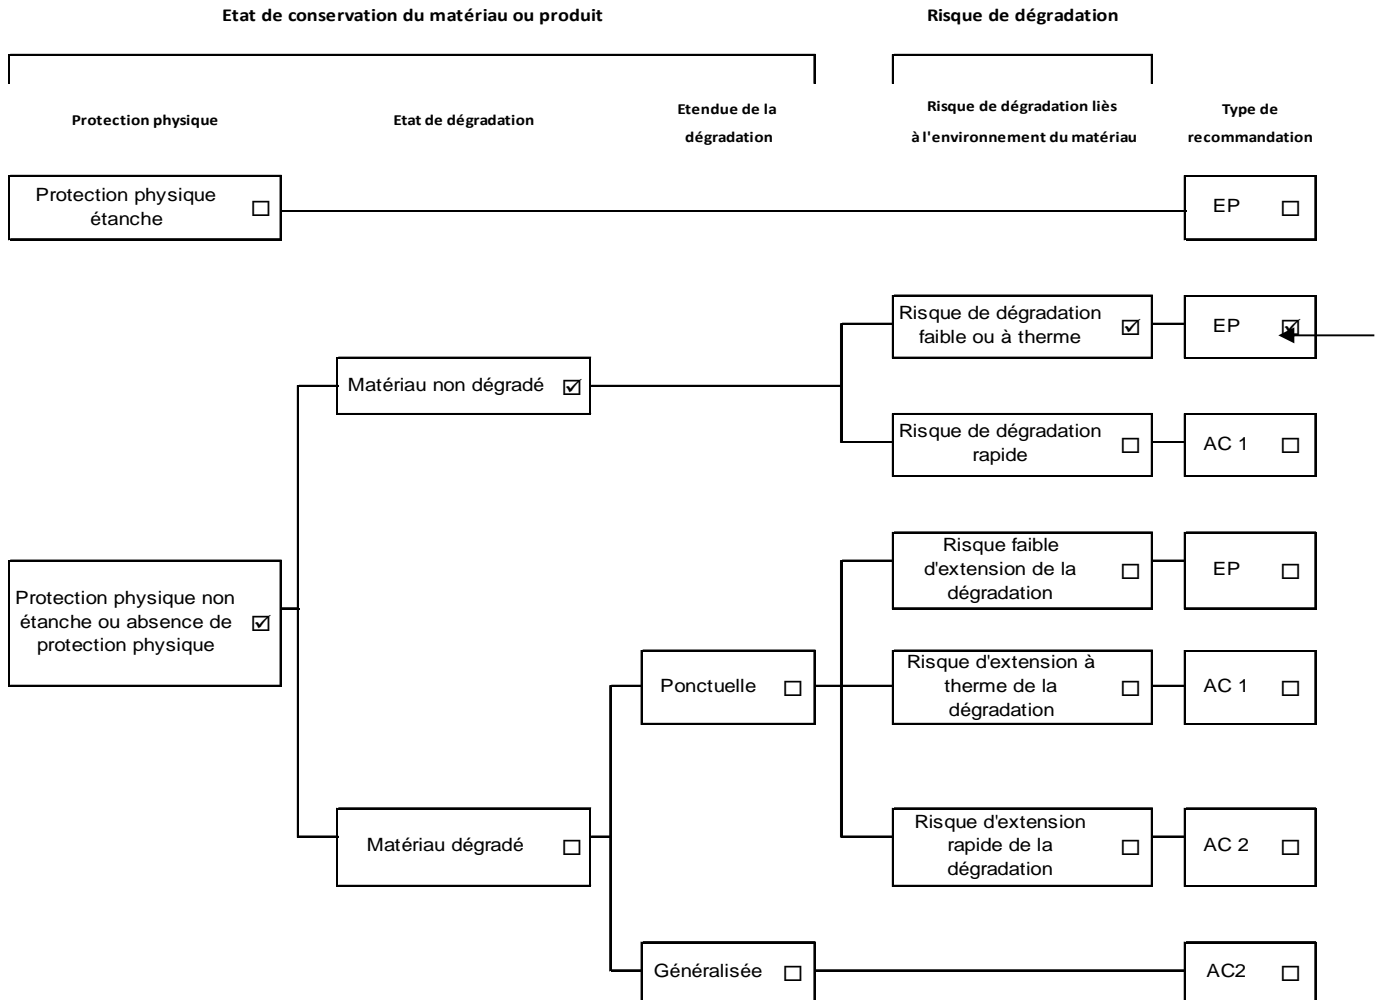 Etat de conservation du matériau ou produit
Risque de dégradation
Protection physique
Etat de dégradation
Etendue de la
dégradation
Risque de dégradation liès
à l'environnement du matériau
Type de
recommandation
Protection physique
étanche
EP
Risque de dégradation
faible ou à therme
EP
Matériau non dégradé
Risque de dégradation
rapide
AC 1
Risque faible
d'extension de la
dégradation
EP
Protection physique non
étanche ou absence de
protection physique
Ponctuelle
Risque d'extension à
therme de la
dégradation
AC 1
Matériau dégradé
Risque d'extension
rapide de la
dégradation
AC 2
Généralisée
AC2